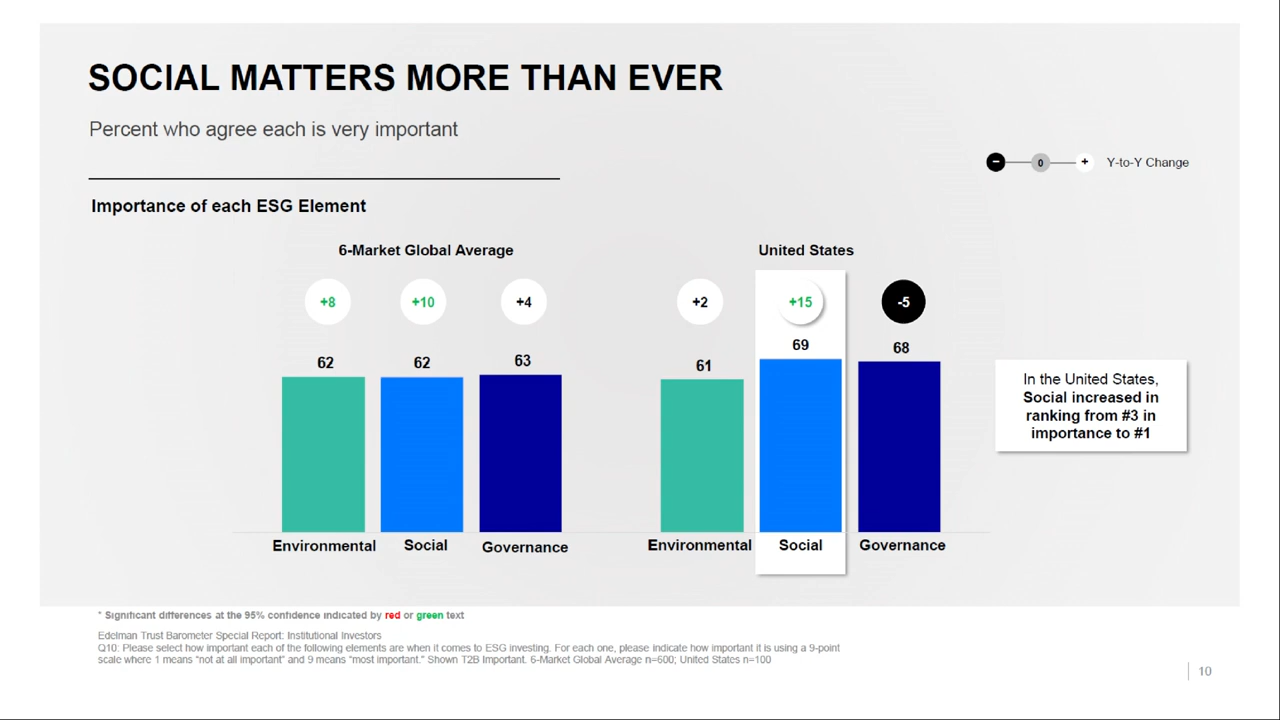 SOCIAL MATTERS MORE THAN EVER
Percent who agree each is very important
− 0 + Y-to-Y Change
Importance of each ESG Element
6-Market Global Average
United States
+8 +10 +4 +2 +15 -5
62 62 63 61 69 68
In the United States,
Social increased in
ranking from #3 in
importance to #1
Environmental Social Governance Environmental Social Governance
* Significant differences at the 95% confidence indicated by red or green text
Edelman Trust Barometer Special Report: Institutional Investors
Q10: Please select how important each of the following elements are when it comes to ESG investing. For each one, please indicate how important it is using a 9-point
scale where 1 means "not at all important" and 9 means "most important." Shown T2B Important. 6-Market Global Average n=600; United States n=100
10